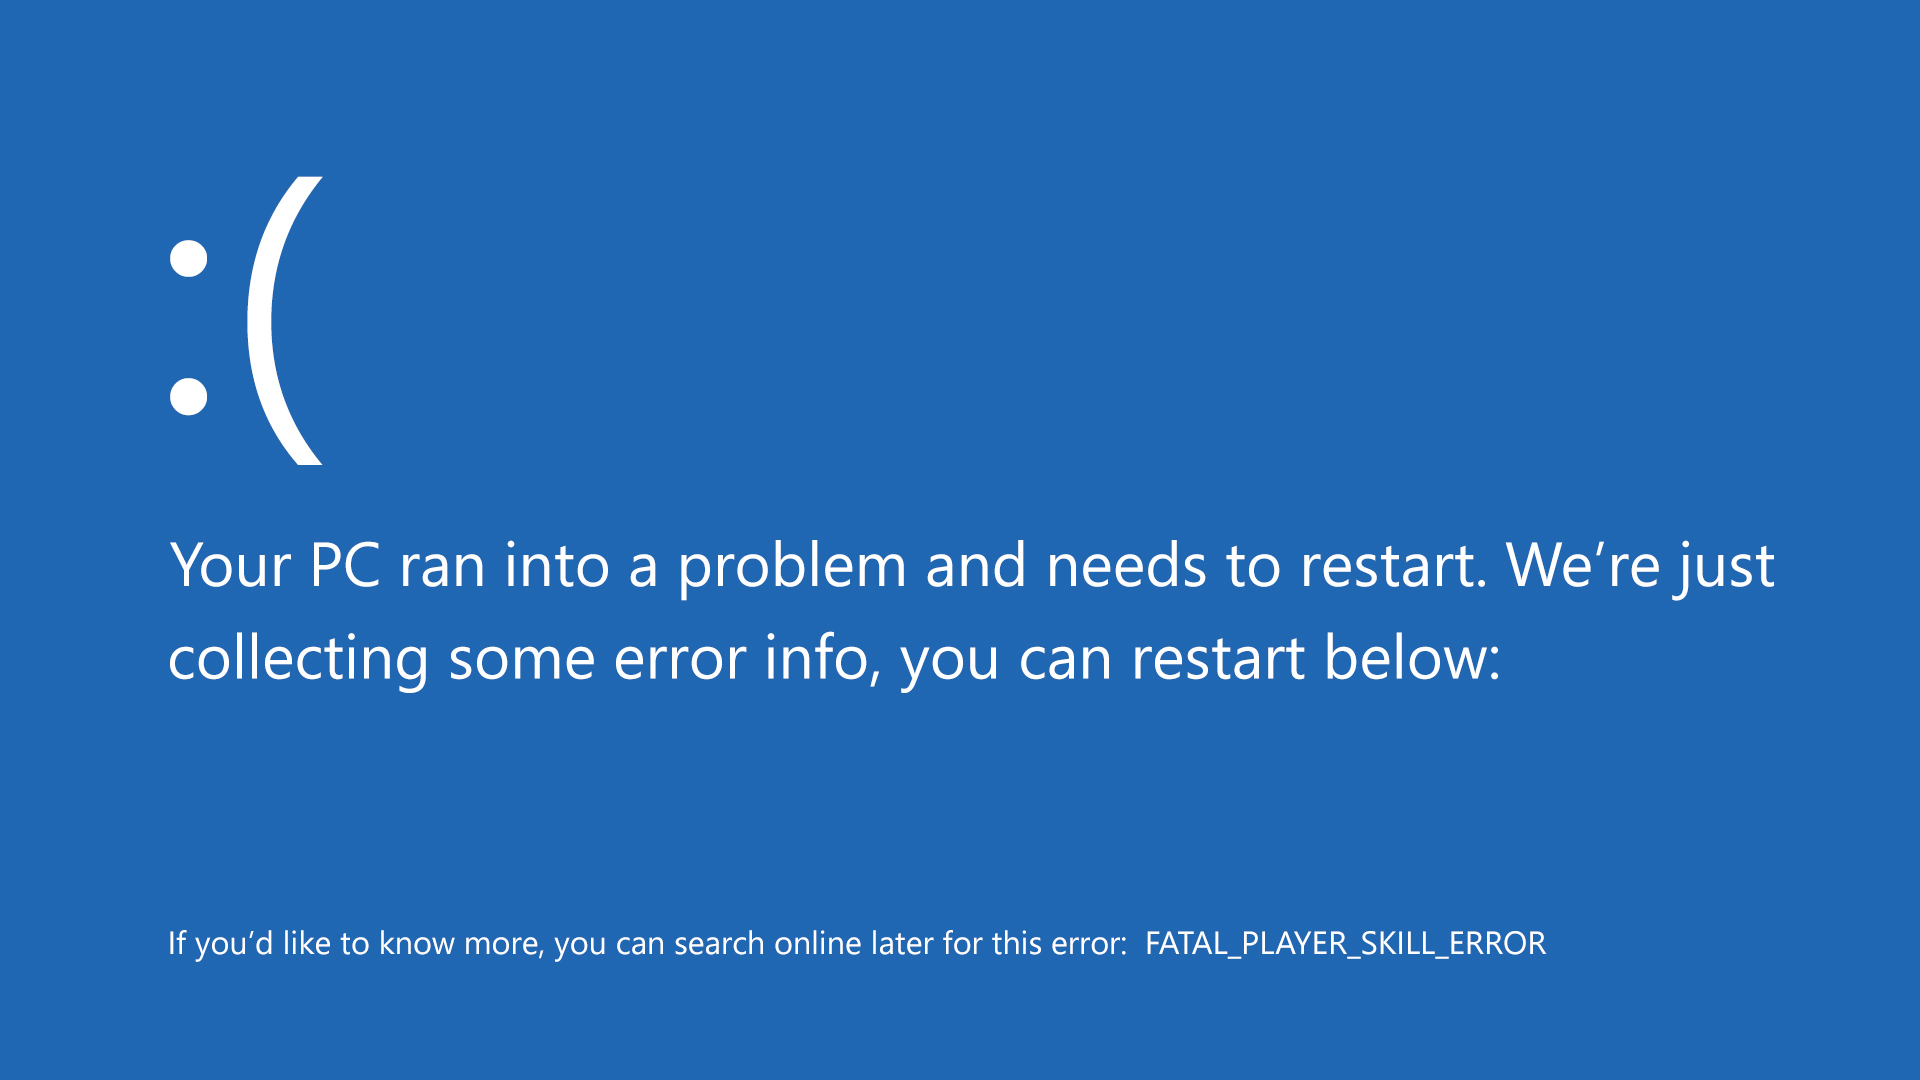 :(
Your PC ran into a problem and needs to restart. We’re just
collecting some error info, you can restart below:
If you’d like to know more, you can search online later for this error:  FATAL_PLAYER_SKILL_ERROR